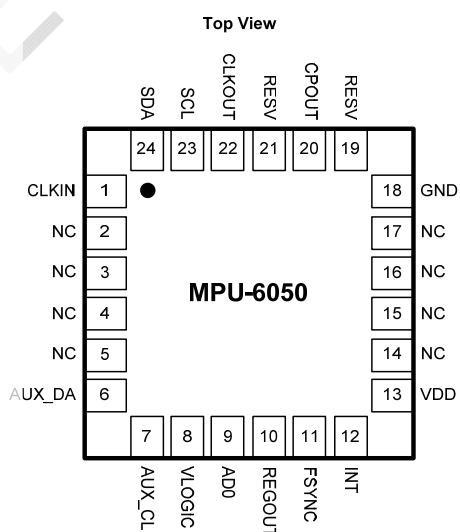 Top View
SDA
SCL
CLKOUT
RESV
CPOUT
RESV
24 23 22 21 20 19
CLKIN 1
NC 2
NC 3
NC 4
NC 5
AUX_DA 6
MPU-6050
18 GND
17 NC
16 NC
15 NC
14 NC
13 VDD
7 8 9 10 11 12
AUX_CL
VLOGIC
AD0
REGOUT
FSYNC
INT